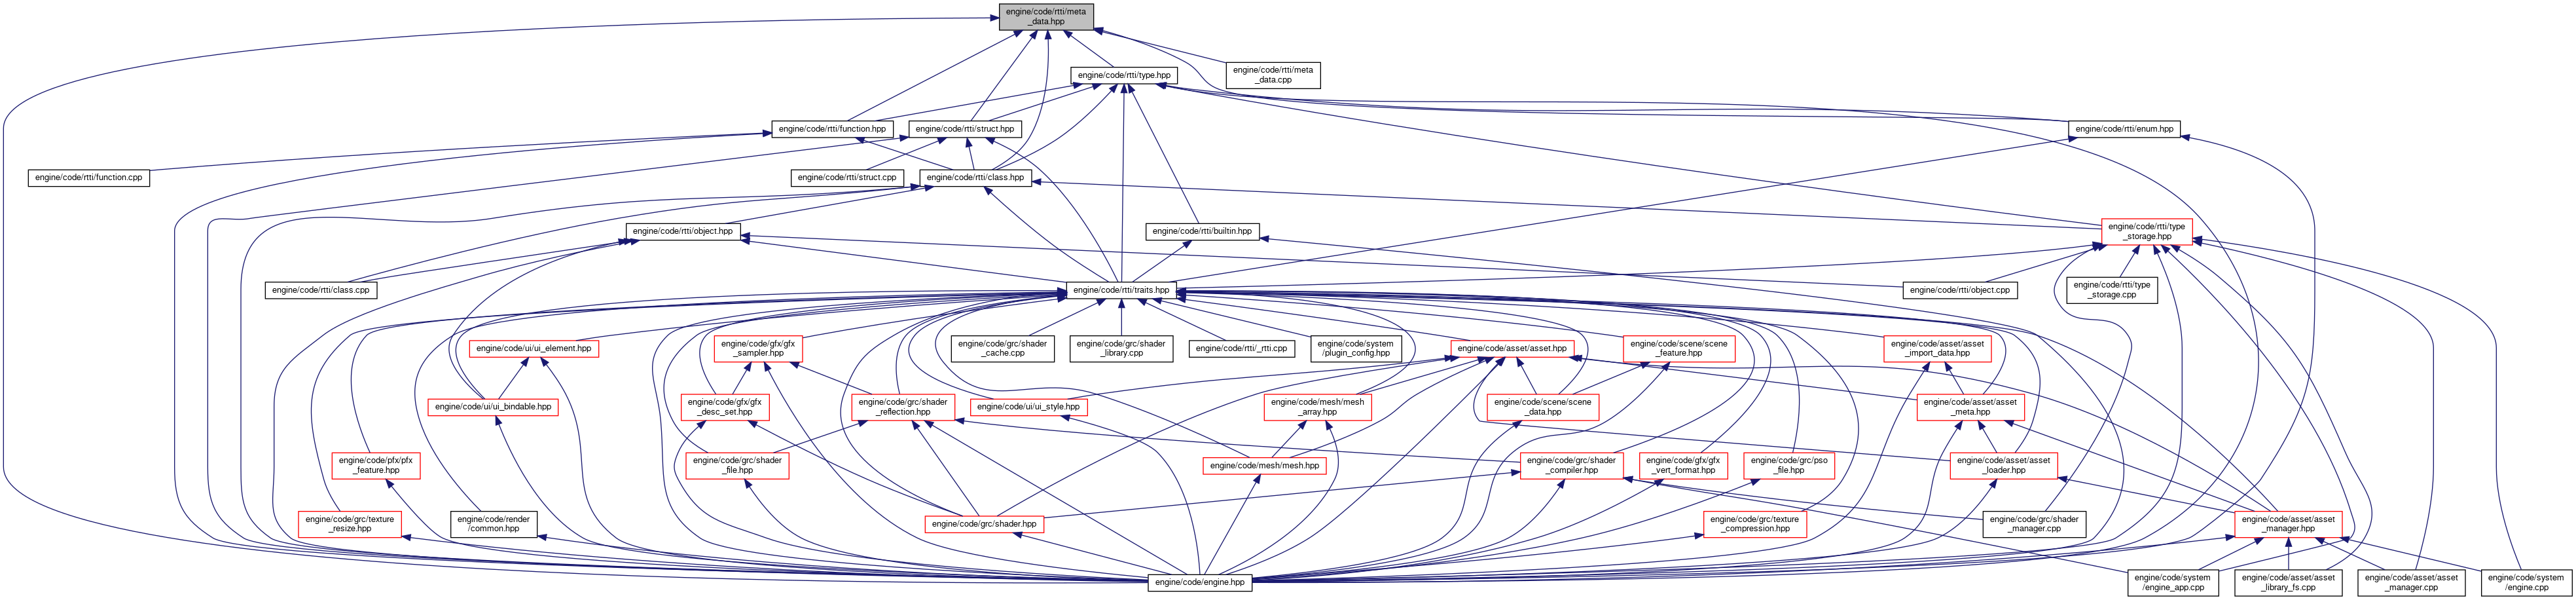 engine/code/rtti/meta
_data.hpp
engine/code/rtti/type.hpp
engine/code/rtti/meta
_data.cpp
engine/code/rtti/function.hpp
engine/code/rtti/struct.hpp
engine/code/rtti/enum.hpp
engine/code/rtti/function.cpp
engine/code/rtti/struct.cpp
engine/code/rtti/class.hpp
engine/code/rtti/object.hpp
engine/code/rtti/builtin.hpp
engine/code/rtti/type
_storage.hpp
engine/code/rtti/class.cpp
engine/code/rtti/traits.hpp
engine/code/rtti/object.cpp
engine/code/rtti/type
_storage.cpp
engine/code/ui/ui_element.hpp
engine/code/gfx/gfx
_sampler.hpp
engine/code/grc/shader
_cache.cpp
engine/code/grc/shader
_library.cpp
engine/code/rtti/_rtti.cpp
engine/code/system
/plugin_config.hpp
engine/code/asset/asset.hpp
engine/code/scene/scene
_feature.hpp
engine/code/asset/asset
_import_data.hpp
engine/code/ui/ui_bindable.hpp
engine/code/gfx/gfx
_desc_set.hpp
engine/code/grc/shader
_reflection.hpp
engine/code/ui/ui_style.hpp
engine/code/mesh/mesh
_array.hpp
engine/code/scene/scene
_data.hpp
engine/code/asset/asset
_meta.hpp
engine/code/pfx/pfx
_feature.hpp
engine/code/grc/shader
_file.hpp
engine/code/mesh/mesh.hpp
engine/code/grc/shader
_compiler.hpp
engine/code/gfx/gfx
_vert_format.hpp
engine/code/grc/pso
_file.hpp
engine/code/asset/asset
_loader.hpp
engine/code/grc/texture
_resize.hpp
engine/code/render
/common.hpp
engine/code/grc/shader.hpp
engine/code/grc/texture
_compression.hpp
engine/code/grc/shader
_manager.cpp
engine/code/asset/asset
_manager.hpp
engine/code/engine.hpp
engine/code/system
/engine_app.cpp
engine/code/asset/asset
_library_fs.cpp
engine/code/asset/asset
_manager.cpp
engine/code/system
/engine.cpp